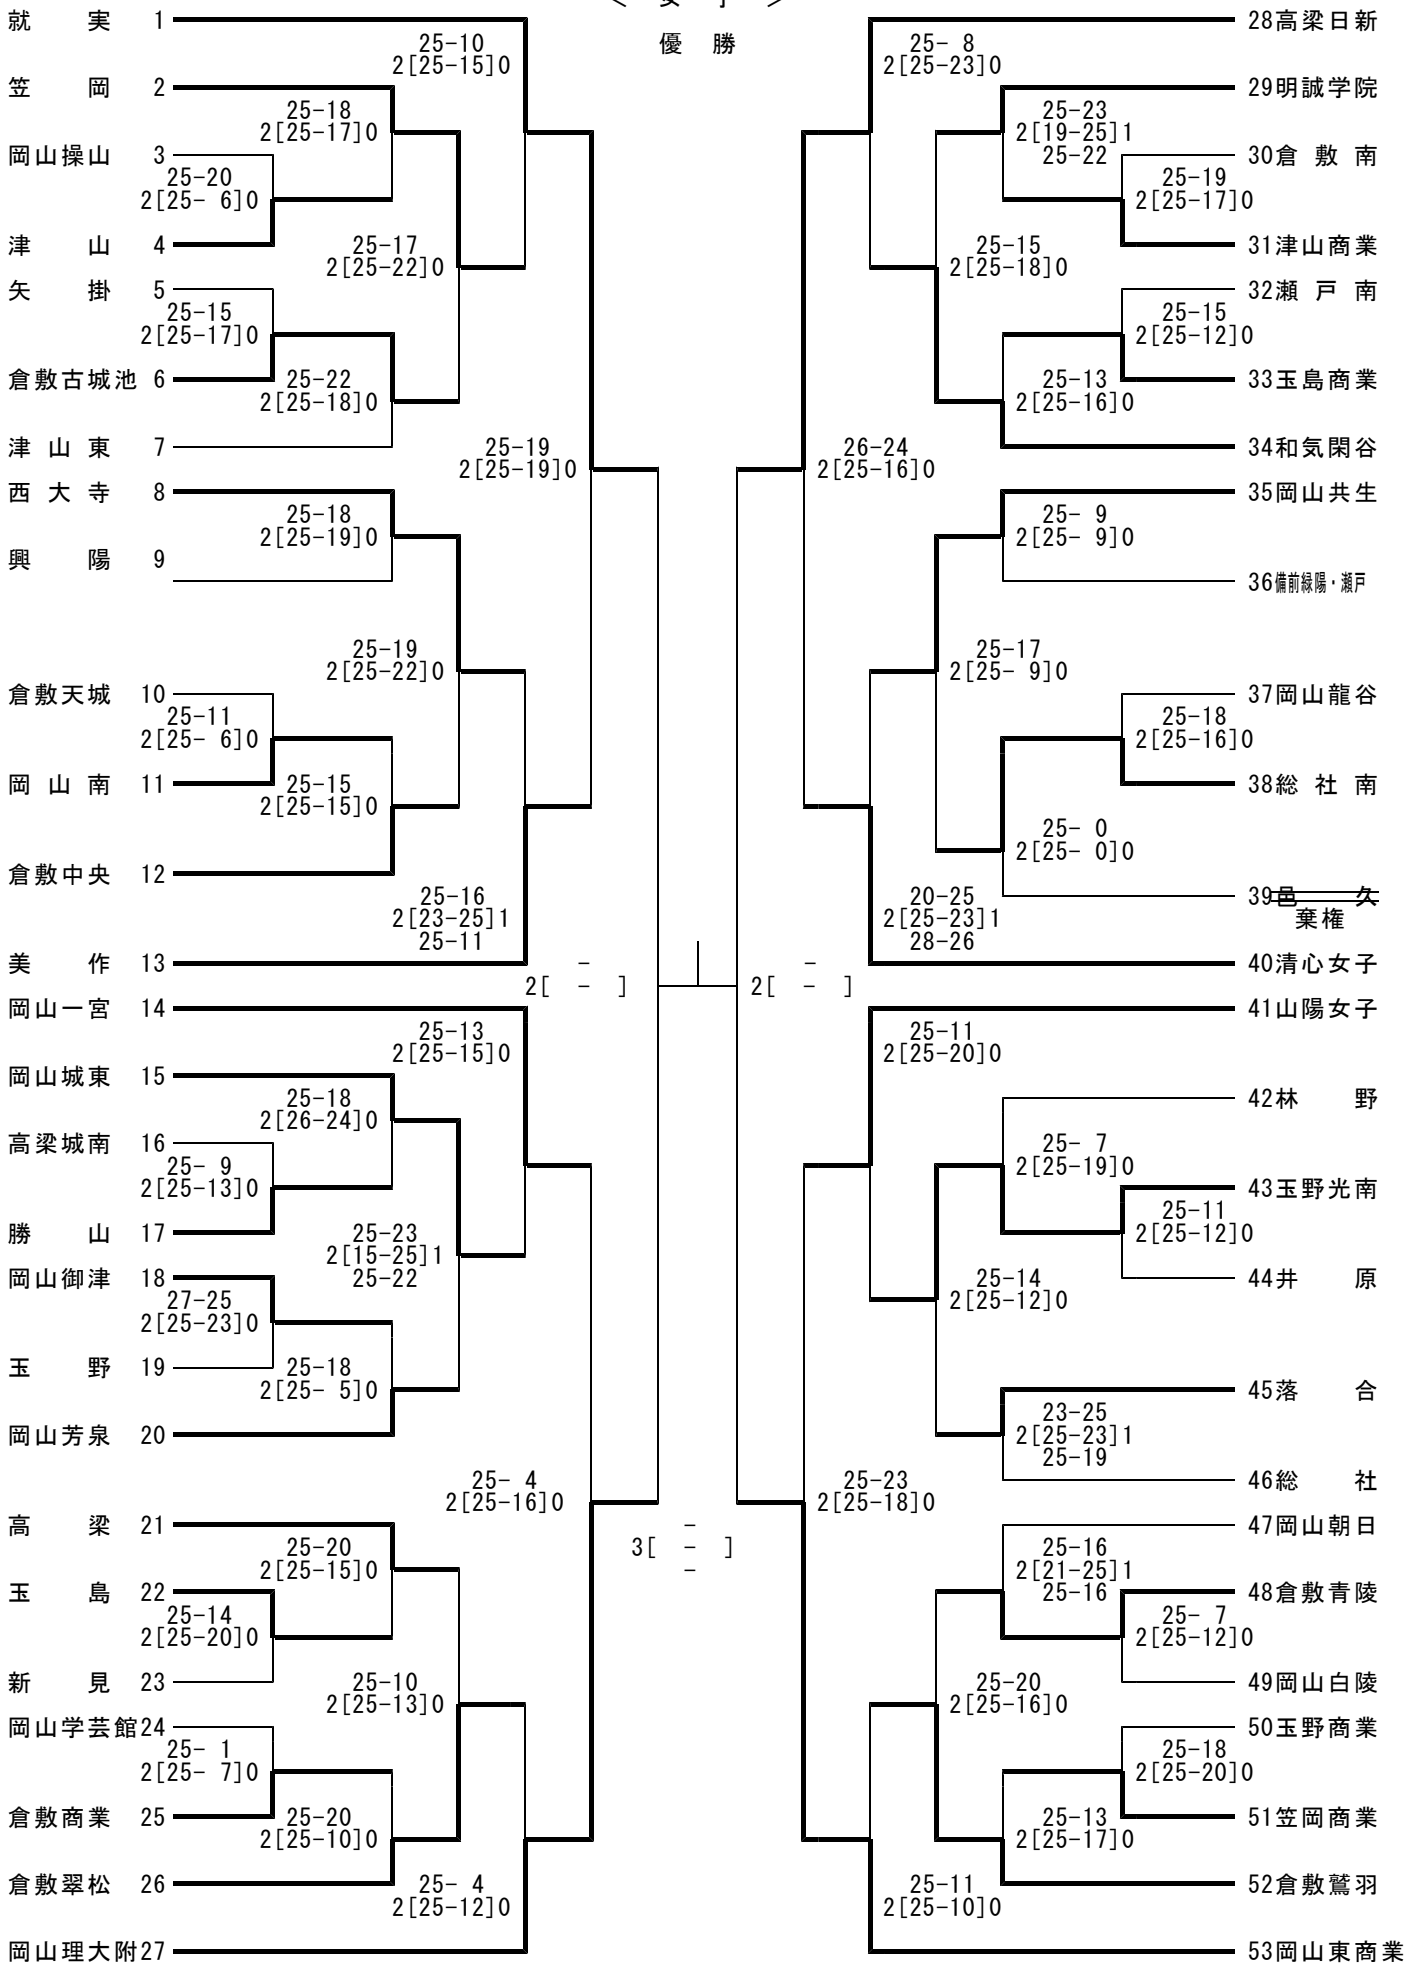 < 女 子 >
優 勝
就 実 1
25-10
2[25-15]0
笠 岡 2
25-18
2[25-17]0
岡山操山 3
25-20
2[25- 6]0
津 山 4
25-17
2[25-22]0
矢 掛 5
25-15
2[25-17]0
倉敷古城池 6
25-22
2[25-18]0
津 山 東 7
25-19
2[25-19]0
西 大 寺 8
25-18
2[25-19]0
興 陽 9
25-19
2[25-22]0
倉敷天城 10
25-11
2[25- 6]0
岡 山 南 11
25-15
2[25-15]0
倉敷中央 12
25-16
2[23-25]1
25-11
美 作 13
-
2[ - ]
岡山一宮 14
25-13
2[25-15]0
岡山城東 15
25-18
2[26-24]0
高梁城南 16
25- 9
2[25-13]0
勝 山 17
25-23
2[15-25]1
25-22
岡山御津 18
27-25
2[25-23]0
玉 野 19
25-18
2[25- 5]0
岡山芳泉 20
25- 4
2[25-16]0
高 梁 21
25-20
2[25-15]0
玉 島 22
25-14
2[25-20]0
新 見 23
25-10
2[25-13]0
岡山学芸館24
25- 1
2[25- 7]0
倉敷商業 25
25-20
2[25-10]0
倉敷翠松 26
25- 4
2[25-12]0
岡山理大附27
-
3[ - ]
-
28高梁日新
25- 8
2[25-23]0
29明誠学院
25-23
2[19-25]1
25-22
30倉 敷 南
25-19
2[25-17]0
31津山商業
25-15
2[25-18]0
32瀬 戸 南
25-15
2[25-12]0
33玉島商業
25-13
2[25-16]0
34和気閑谷
26-24
2[25-16]0
35岡山共生
25- 9
2[25- 9]0
36備前緑陽・瀬戸
25-17
2[25- 9]0
37岡山龍谷
25-18
2[25-16]0
38総 社 南
25- 0
2[25- 0]0
39邑 久
棄権
20-25
2[25-23]1
28-26
40清心女子
-
2[ - ]
41山陽女子
25-11
2[25-20]0
42林 野
25- 7
2[25-19]0
43玉野光南
25-11
2[25-12]0
44井 原
25-14
2[25-12]0
45落 合
23-25
2[25-23]1
25-19
46総 社
25-23
2[25-18]0
47岡山朝日
25-16
2[21-25]1
25-16
48倉敷青陵
25- 7
2[25-12]0
49岡山白陵
25-20
2[25-16]0
50玉野商業
25-18
2[25-20]0
51笠岡商業
25-13
2[25-17]0
52倉敷鷲羽
25-11
2[25-10]0
53岡山東商業